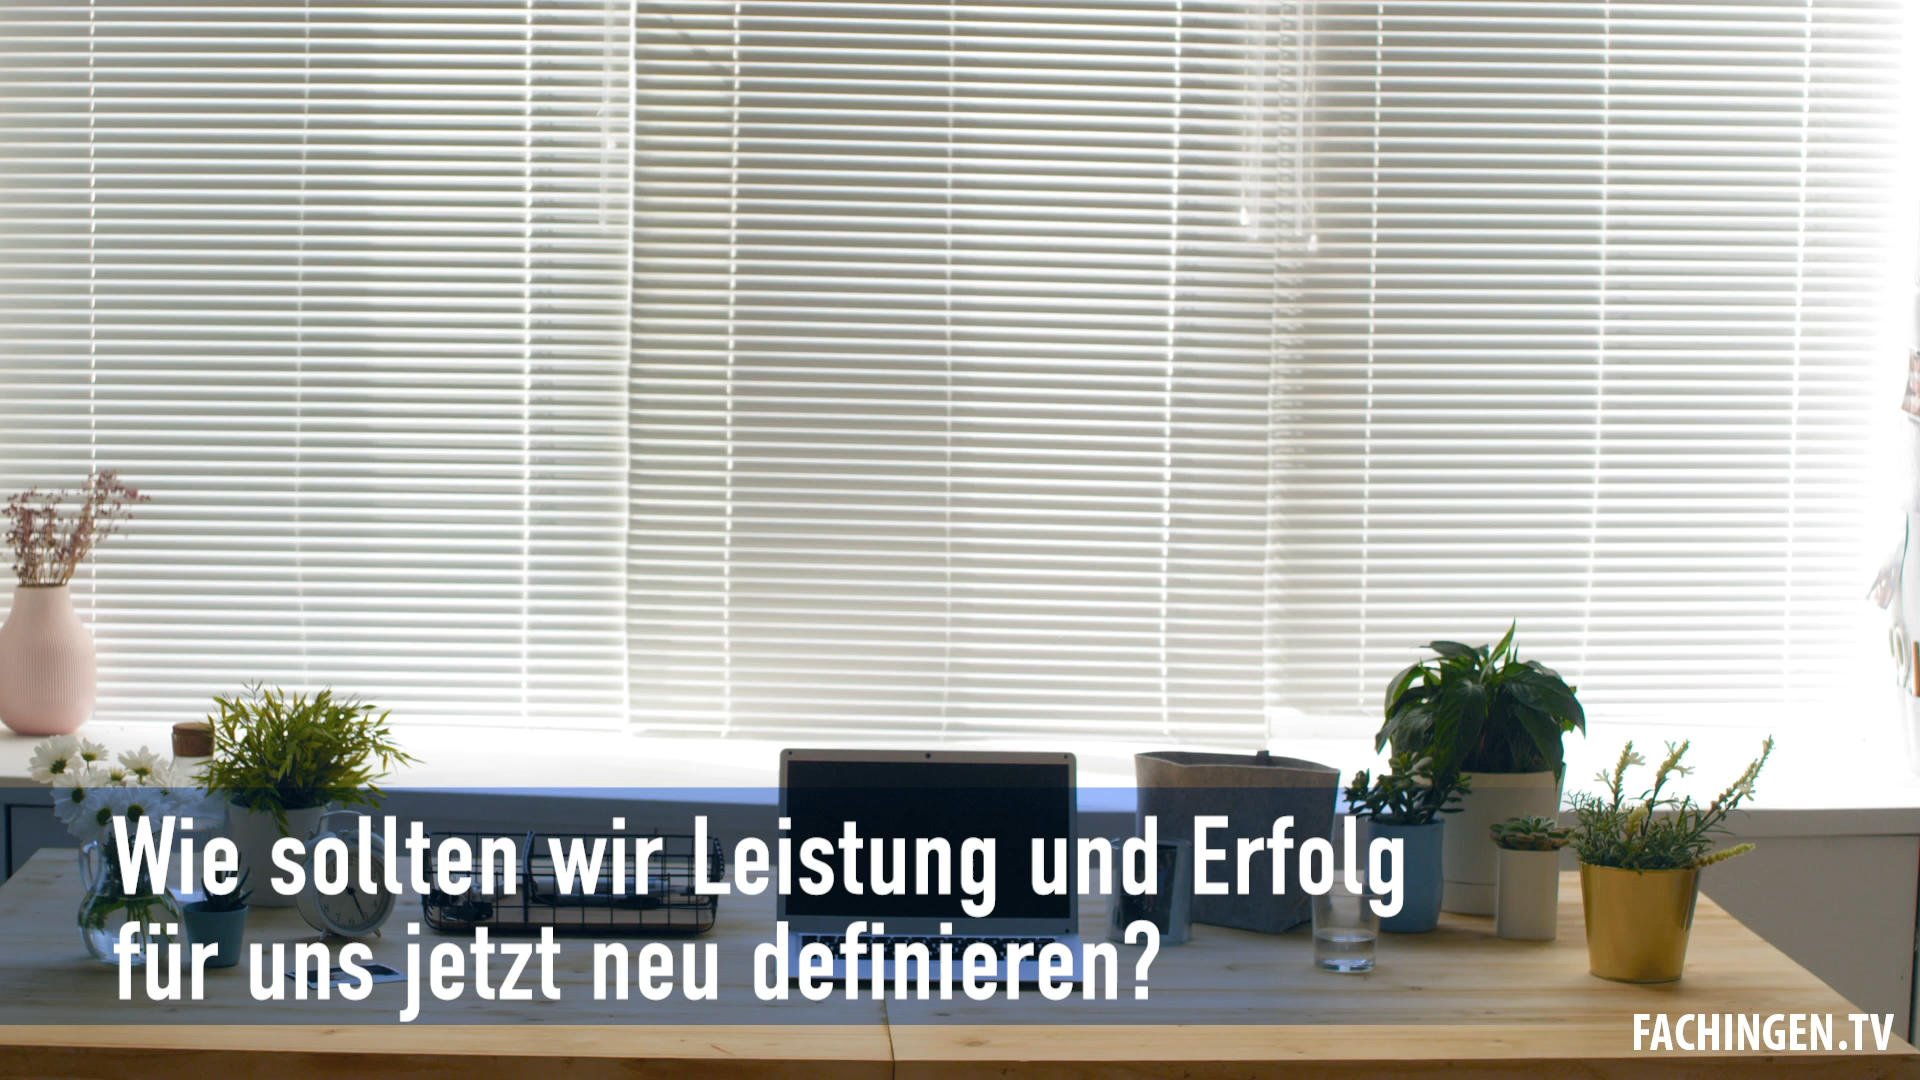 Wie sollten wir Leistung und Erfolg
für uns jetzt neu definieren?
FACHINGEN.TV